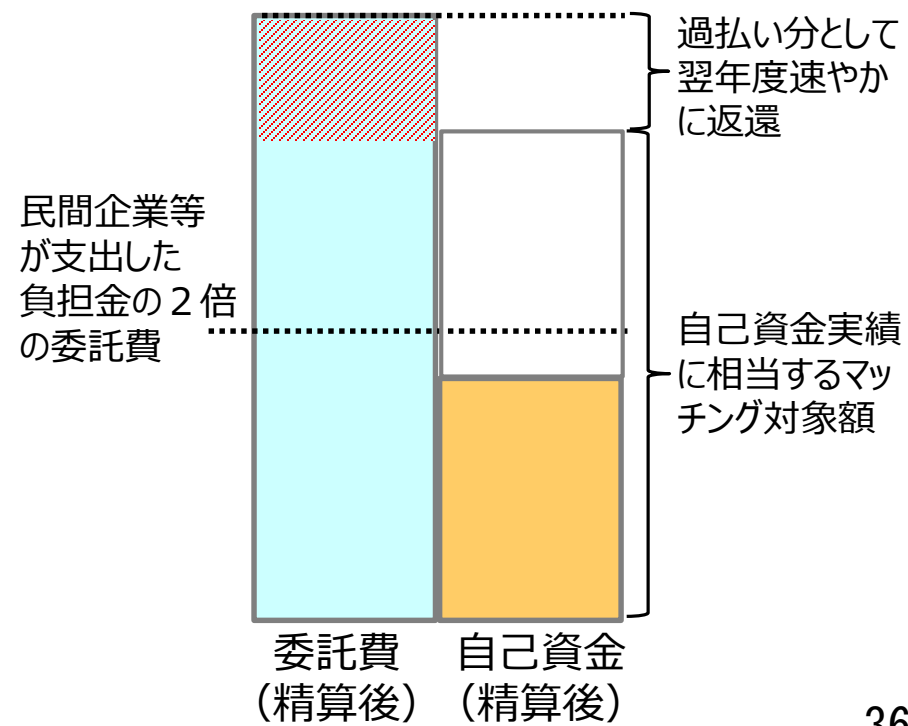 過払い分として
翌年度速やか
に返還
民間企業等
が支出した
負担金の２倍
の委託費
自己資金実績
に相当するマッ
チング対象額
委託費
（精算後）
自己資金
（精算後）
36